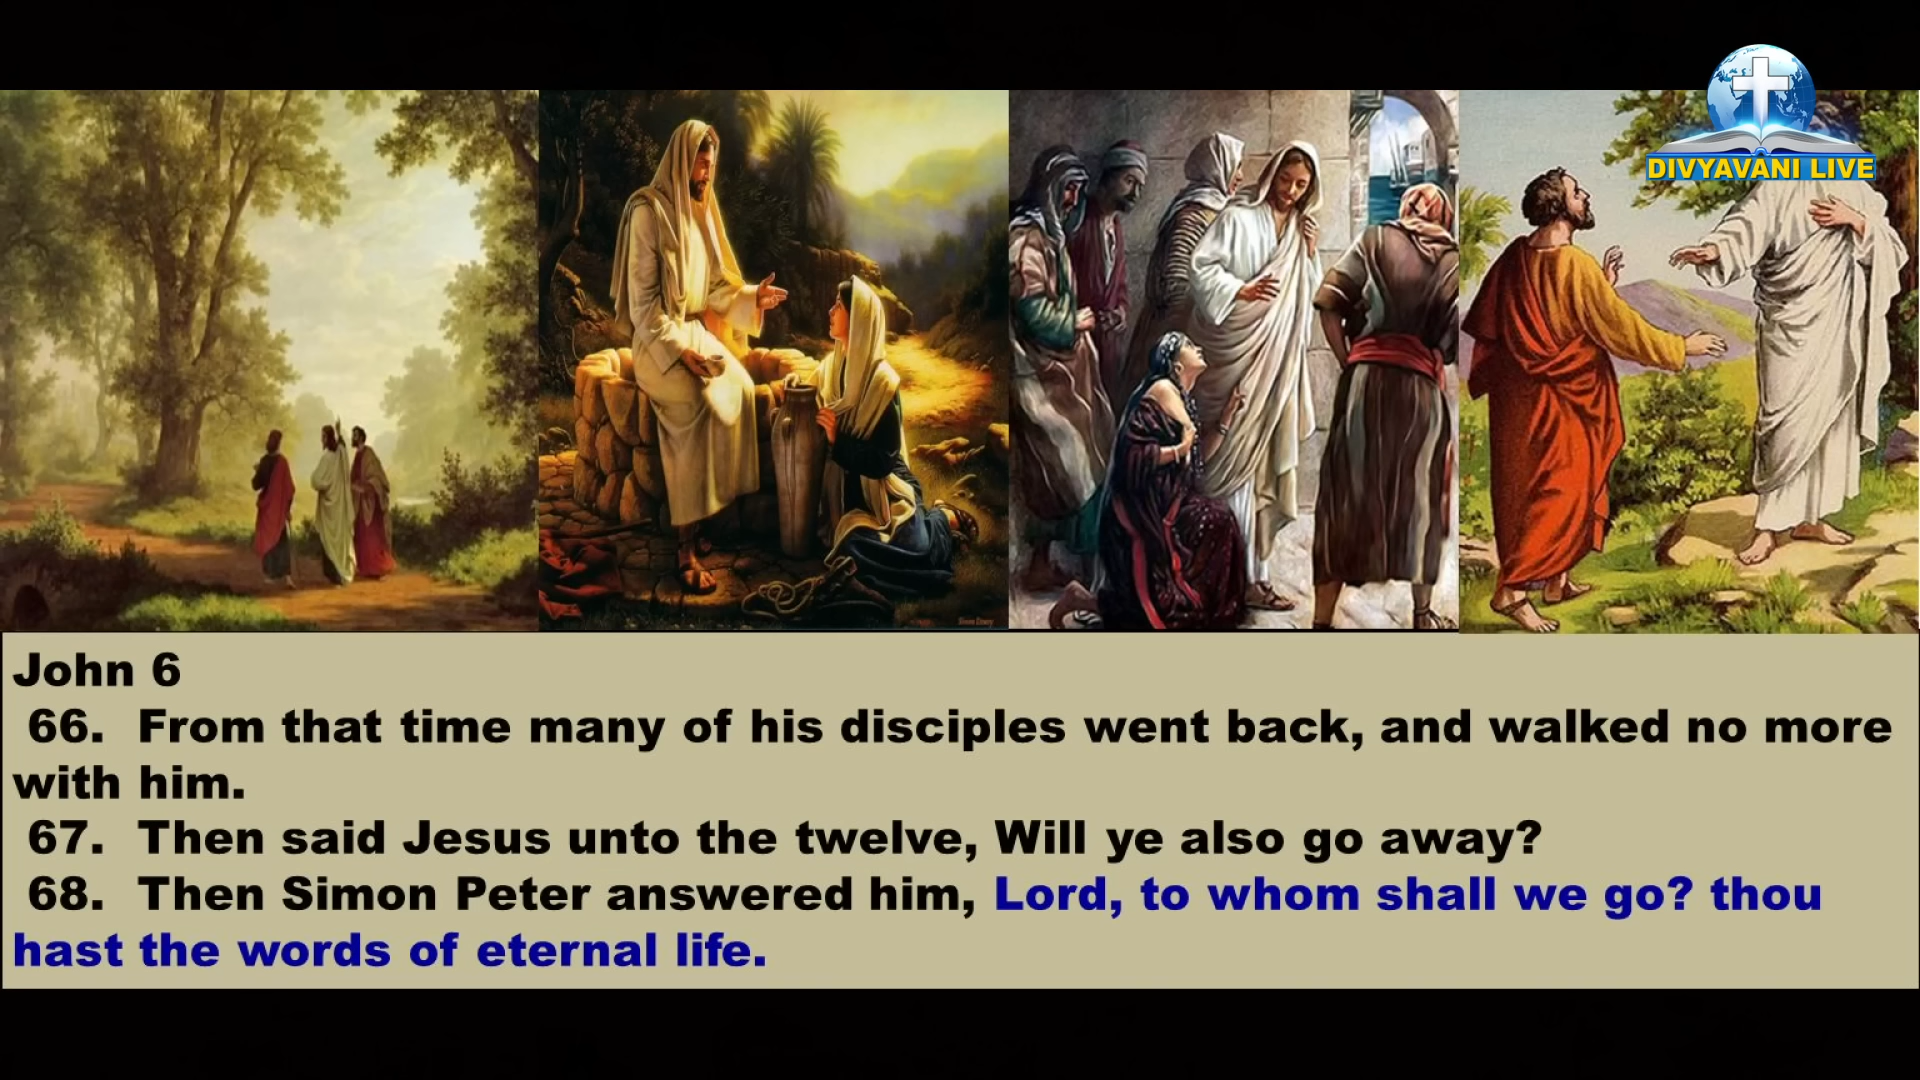 DIVYAVANI LIVE
John 6
66. From that time many of his disciples went back, and walked no more
with him.
67. Then said Jesus unto the twelve, Will ye also go away?
68. Then Simon Peter answered him, Lord, to whom shall we go? thou
hast the words of eternal life.